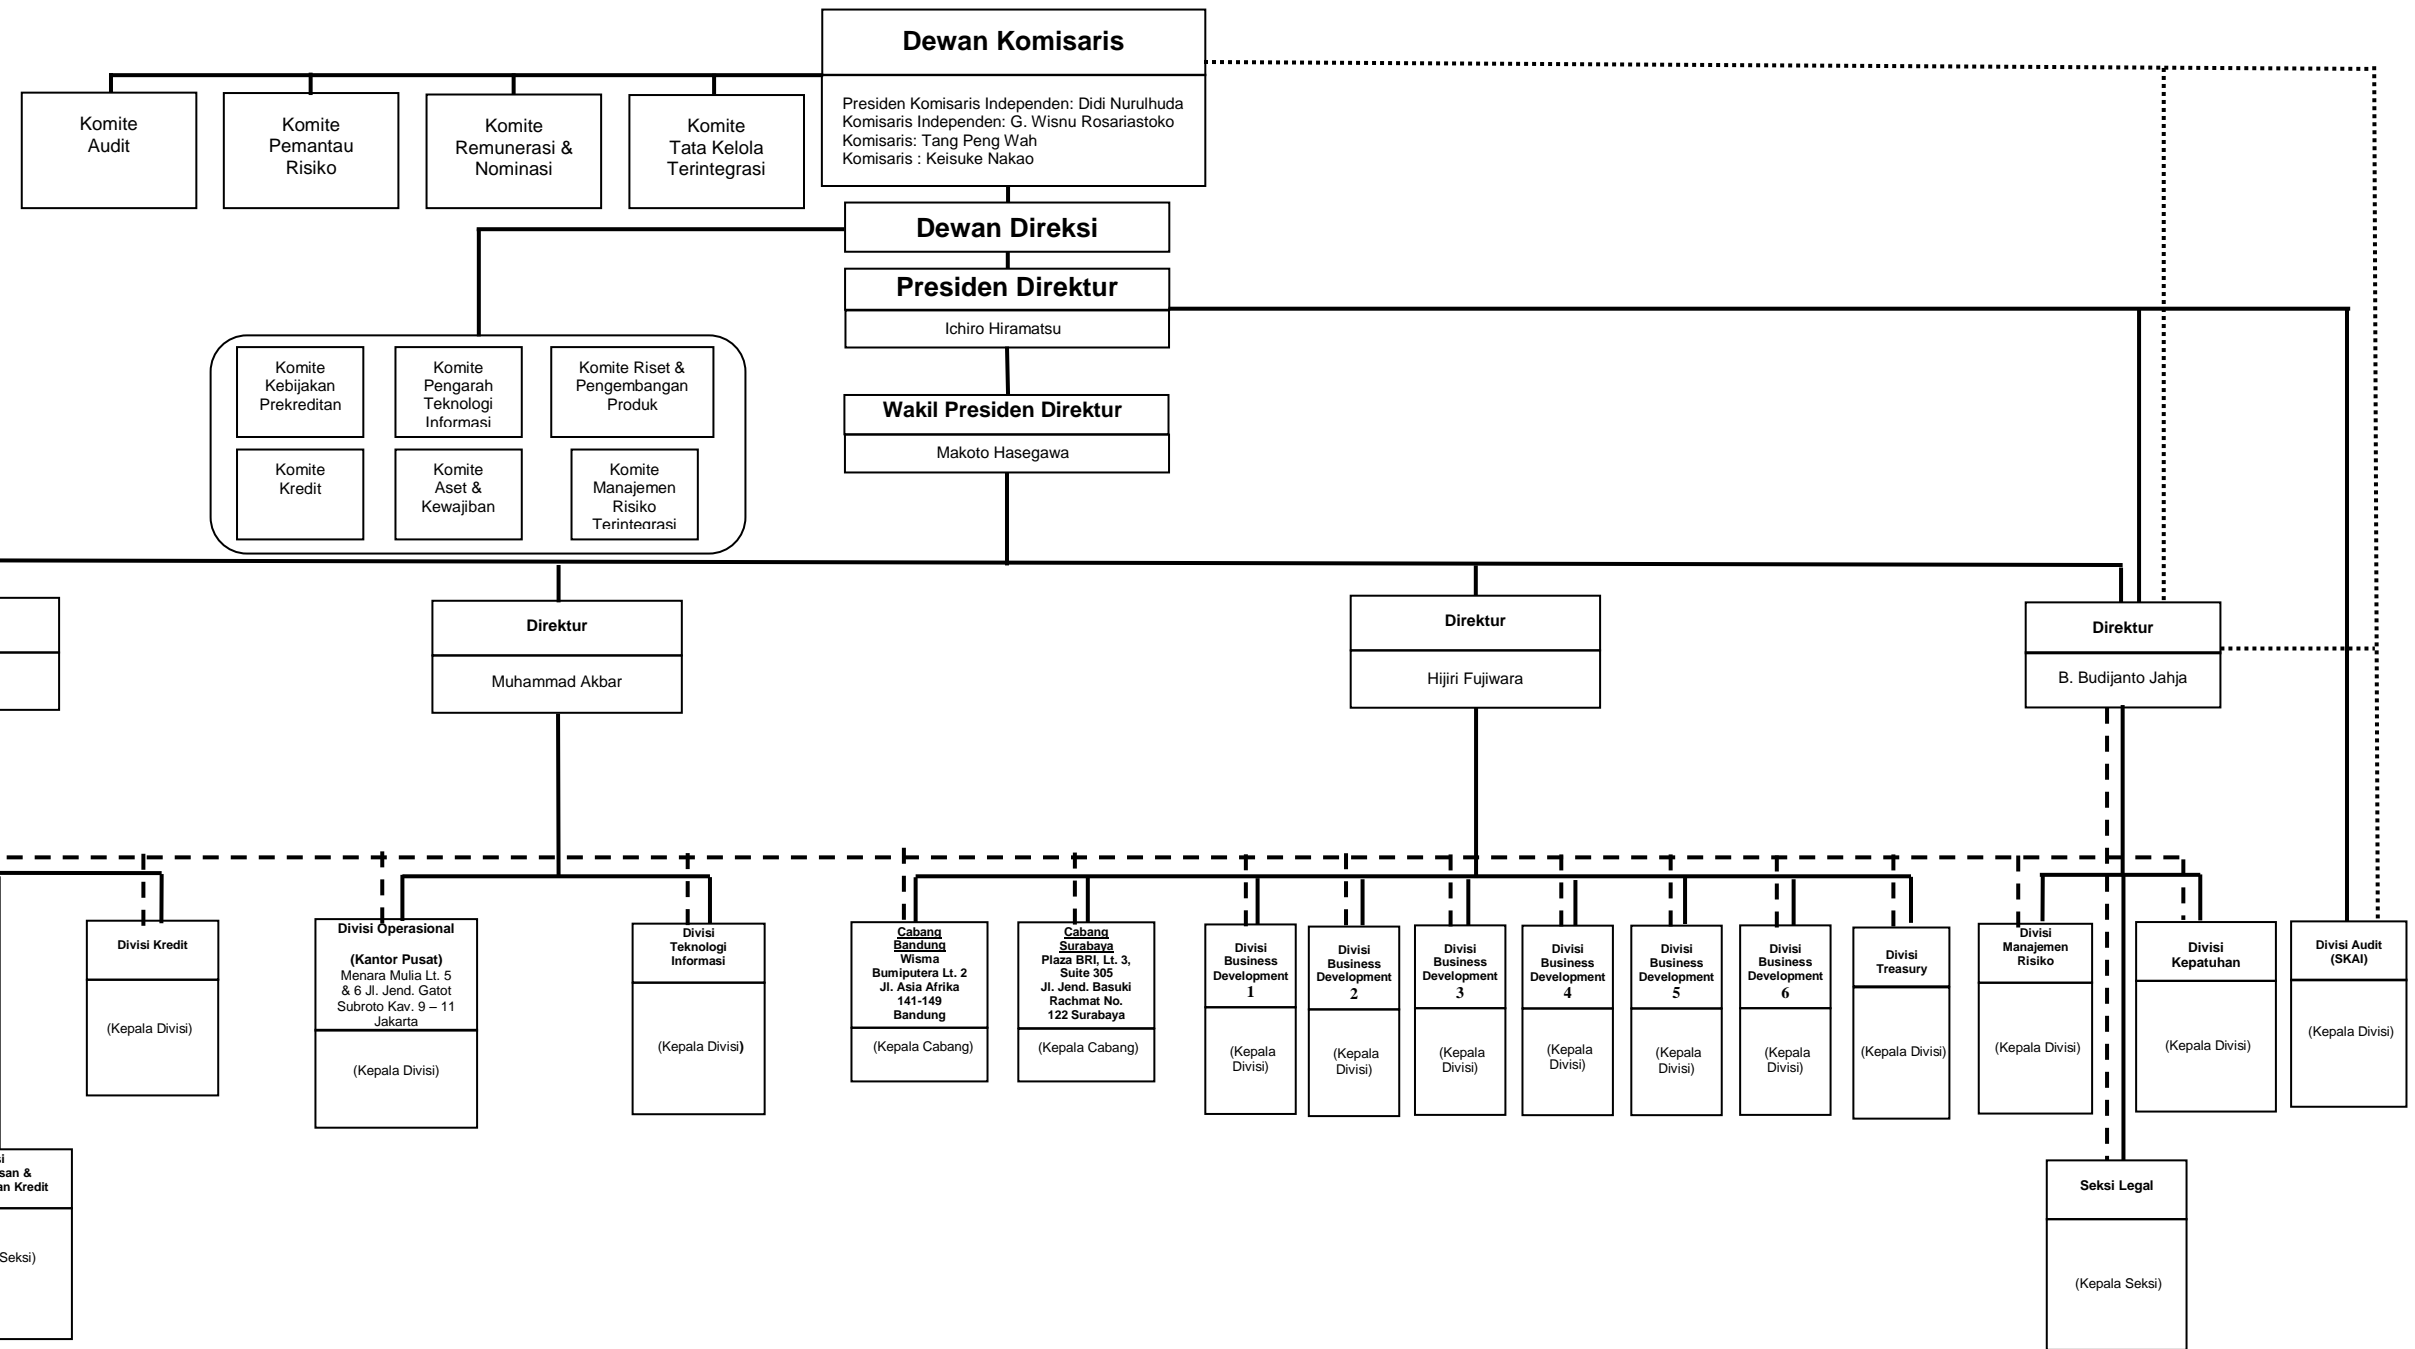 Dewan Komisaris
Presiden Komisaris Independen: Didi Nurulhuda
Komisaris Independen: G. Wisnu Rosariastoko
Komisaris: Tang Peng Wah
Komisaris : Keisuke Nakao
Komite
Audit
Komite
Pemantau
Risiko
Komite
Remunerasi &
Nominasi
Komite
Tata Kelola
Terintegrasi
Dewan Direksi
Presiden Direktur
Ichiro Hiramatsu
Komite
Kebijakan
Prekreditan
Komite
Pengarah
Teknologi
Informasi
Komite Riset &
Pengembangan
Produk
Komite
Kredit
Komite
Aset &
Kewajiban
Komite
Manajemen
Risiko
Terintegrasi
Wakil Presiden Direktur
Makoto Hasegawa
Direktur
Muhammad Akbar
Direktur
Hijiri Fujiwara
Direktur
B. Budijanto Jahja
Divisi Kredit
(Kepala Divisi)
Divisi Operasional
(Kantor Pusat)
Menara Mulia Lt. 5
& 6 Jl. Jend. Gatot
Subroto Kav. 9 – 11
Jakarta
(Kepala Divisi)
Divisi
Teknologi
Informasi
(Kepala Divisi)
Cabang
Bandung
Wisma
Bumiputera Lt. 2
Jl. Asia Afrika
141-149
Bandung
(Kepala Cabang)
Cabang
Surabaya
Plaza BRI, Lt. 3,
Suite 305
Jl. Jend. Basuki
Rachmat No.
122 Surabaya
(Kepala Cabang)
Divisi
Business
Development
1
(Kepala
Divisi)
Divisi
Business
Development
2
(Kepala
Divisi)
Divisi
Business
Development
3
(Kepala
Divisi)
Divisi
Business
Development
4
(Kepala
Divisi)
Divisi
Business
Development
5
(Kepala
Divisi)
Divisi
Business
Development
6
(Kepala
Divisi)
Divisi
Treasury
(Kepala Divisi)
Divisi
Manajemen
Risiko
(Kepala Divisi)
Divisi
Kepatuhan
(Kepala Divisi)
Divisi Audit
(SKAI)
(Kepala Divisi)
&
Kredit
Seksi)
Seksi Legal
(Kepala Seksi)